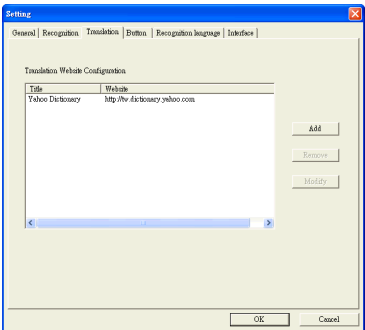 Setting
General Recognition Translation Button Recognition language Interface
Translation Website Configuration
Title Website
Yahoo Dictionary http://tw.dictionary.yahoo.com
Add
Remove
Modify
OK Cancel